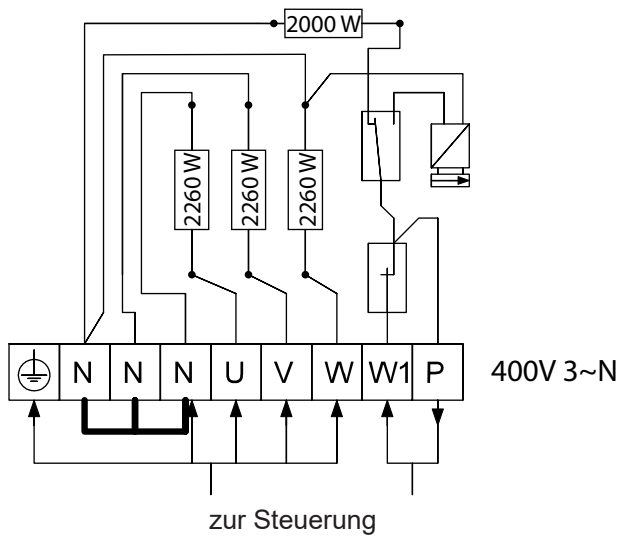 2000 W
2260 W
2260 W
2260 W
N N N U V W W1 P
400V 3~N
zur Steuerung